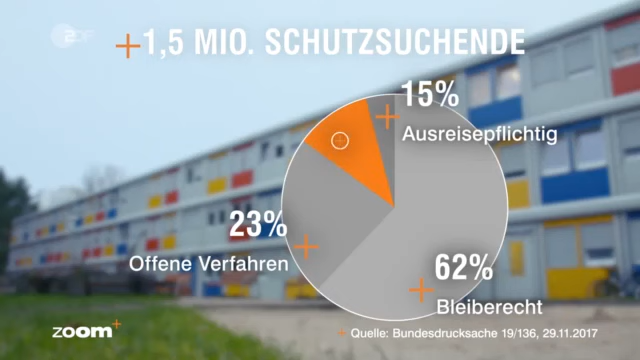 ZDF
+1,5 MIO. SCHUTZSUCHENDE
15%
Ausreisepflichtig
23%
Offene Verfahren
62%
Bleiberecht
zoom+
+ Quelle: Bundesdrucksache 19/136, 29.11.2017